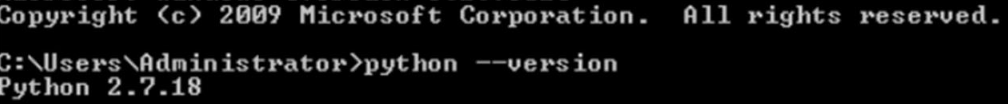 Copyright (c) 2009 Microsoft Corporation.  All rights reserved.
C:\Users\Administrator>python --version
Python 2.7.18